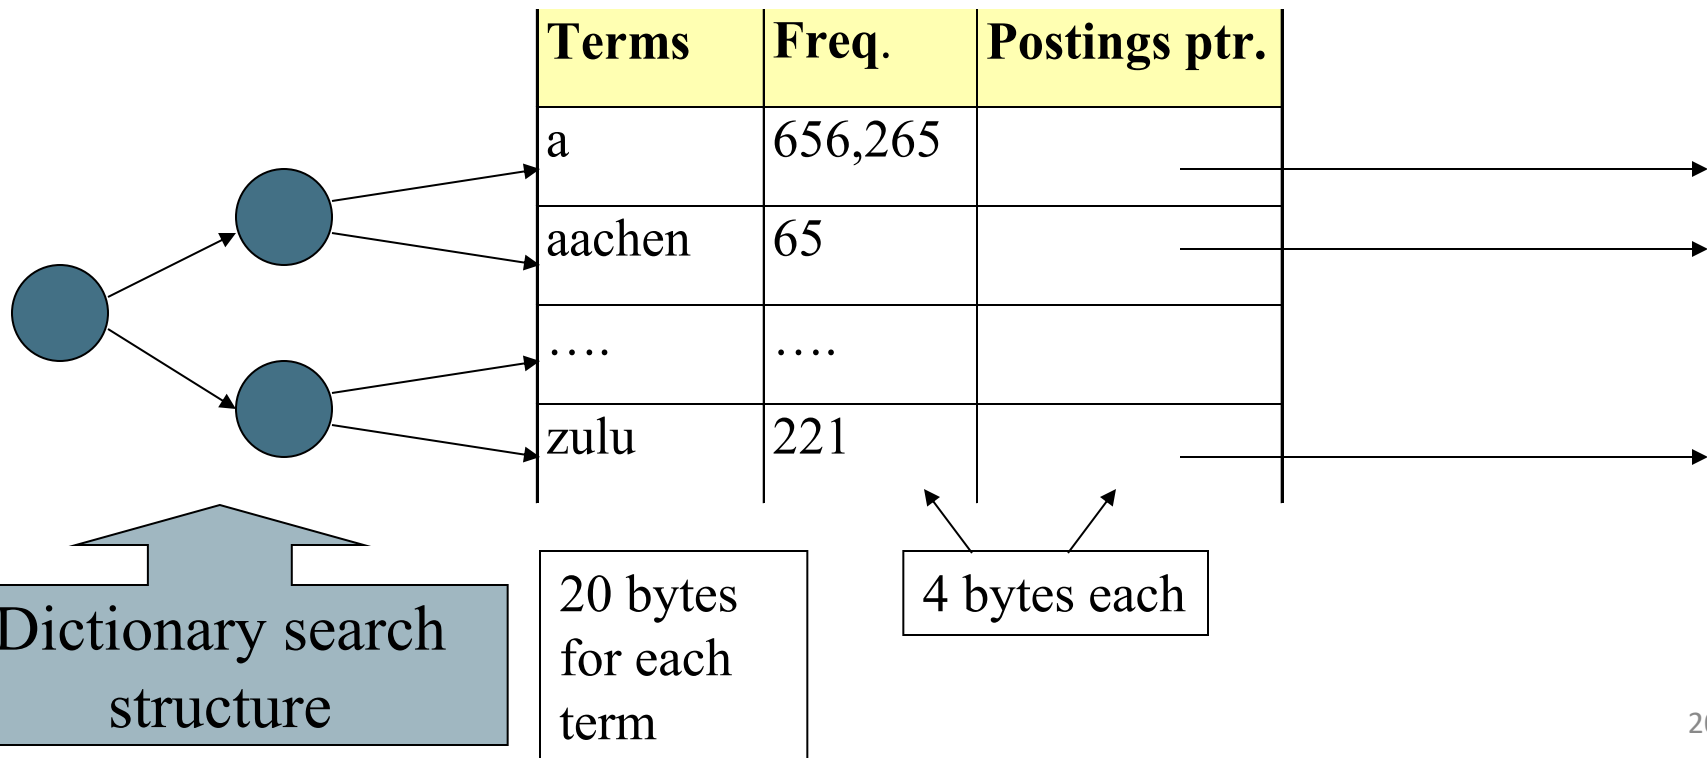 Terms Freq. Postings ptr.
a 656,265
aachen 65
…. ….
zulu 221
Dictionary search
structure
20 bytes
for each
term
4 bytes each